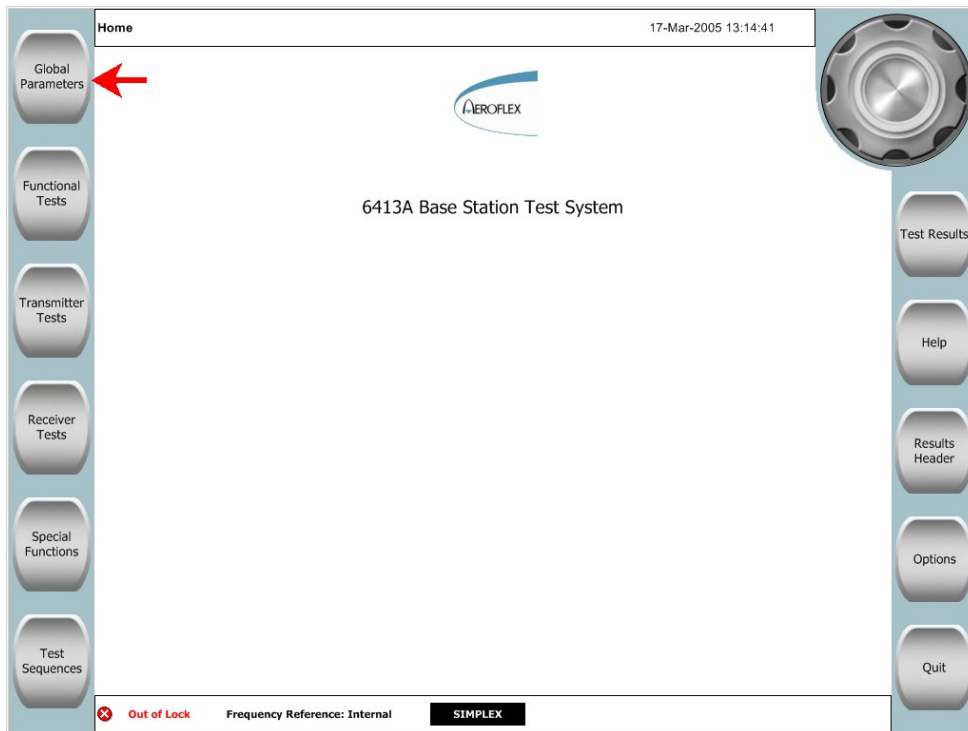 Home
17-Mar-2005 13:14:41
Global
Parameters
AEROFLEX
Functional
Tests
6413A Base Station Test System
Test Results
Transmitter
Tests
Help
Receiver
Tests
Results
Header
Special
Functions
Options
Test
Sequences
Quit
Out of Lock
Frequency Reference: Internal
SIMPLEX